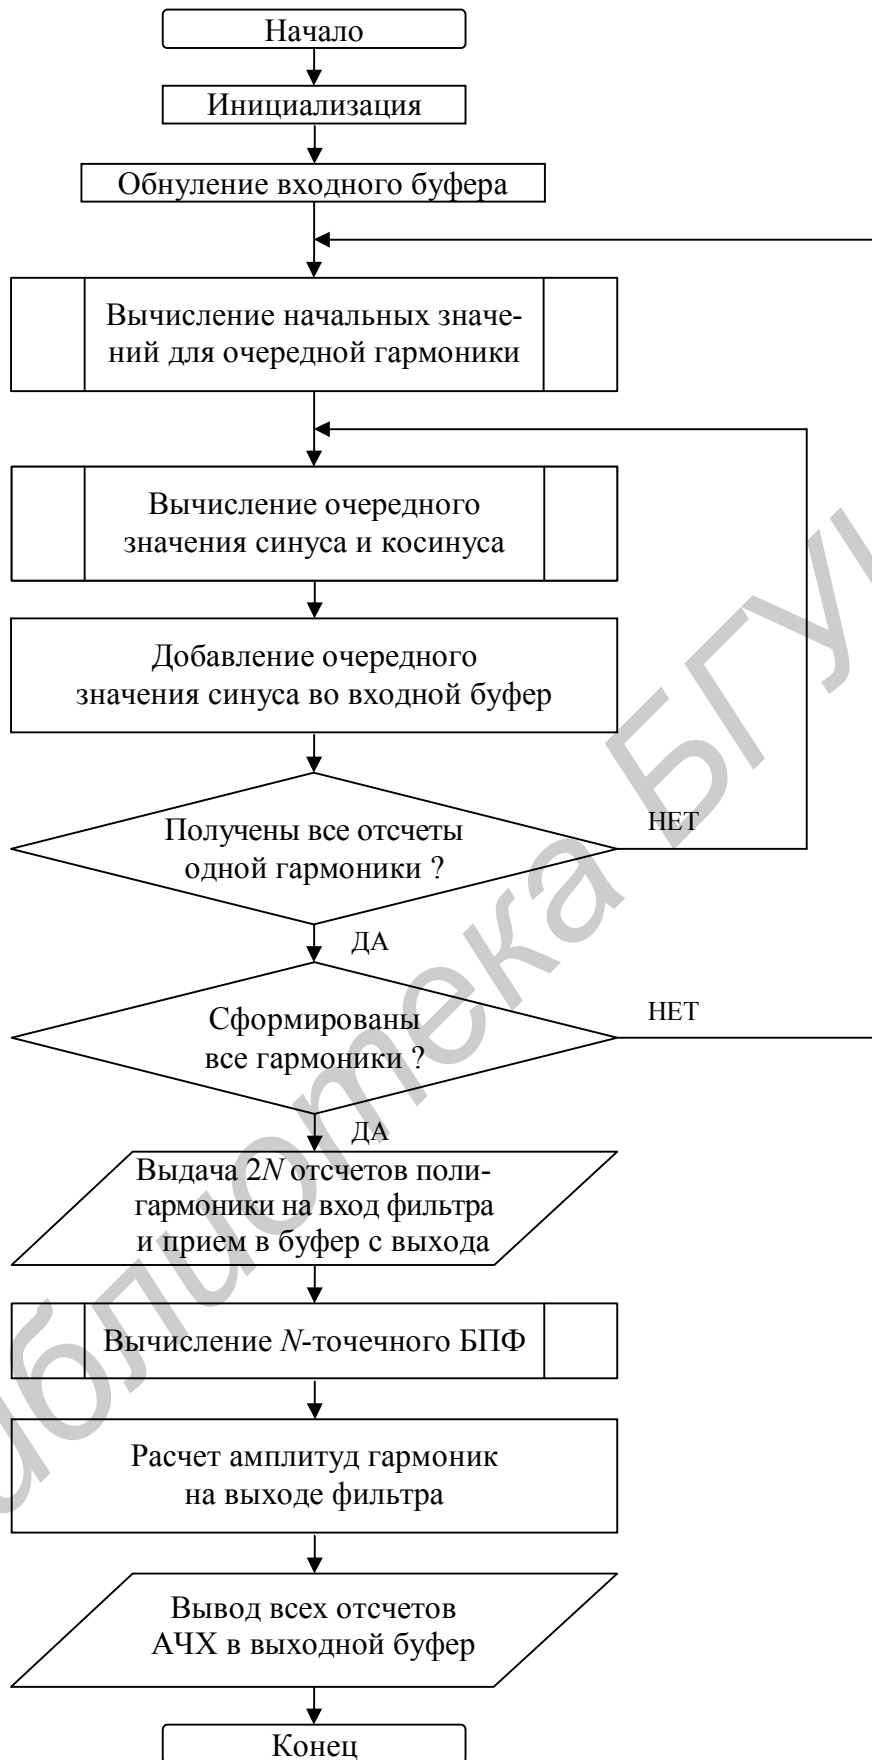 Начало
Инициализация
Обнуление входного буфера
Вычисление начальных значе-
ний для очередной гармоники
Вычисление очередного
значения синуса и косинуса
Добавление очередного
значения синуса во входной буфер
Получены все отсчеты
одной гармоники ?
НЕТ
ДА
Сформированы
все гармоники ?
НЕТ
ДА
Выдача 2N отсчетов поли-
гармоники на вход фильтра
и прием в буфер с выхода
Вычисление N-точечного БПФ
Расчет амплитуд гармоник
на выходе фильтра
Вывод всех отсчетов
АЧХ в выходной буфер
Конец